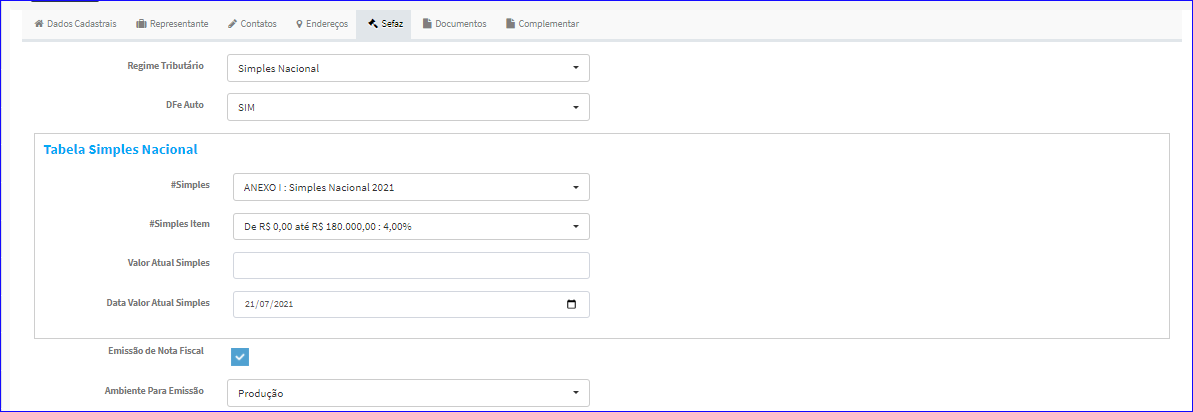 Dados Cadastrais Representante Contatos Endereços Sefaz Documentos Complementar
Regime Tributário Simples Nacional
DFe Auto SIM
Tabela Simples Nacional
#Simples ANEXO I : Simples Nacional 2021
#Simples Item De R$ 0,00 até R$ 180.000,00 : 4,00%
Valor Atual Simples
Data Valor Atual Simples 21/07/2021
Emissão de Nota Fiscal
Ambiente Para Emissão Produção